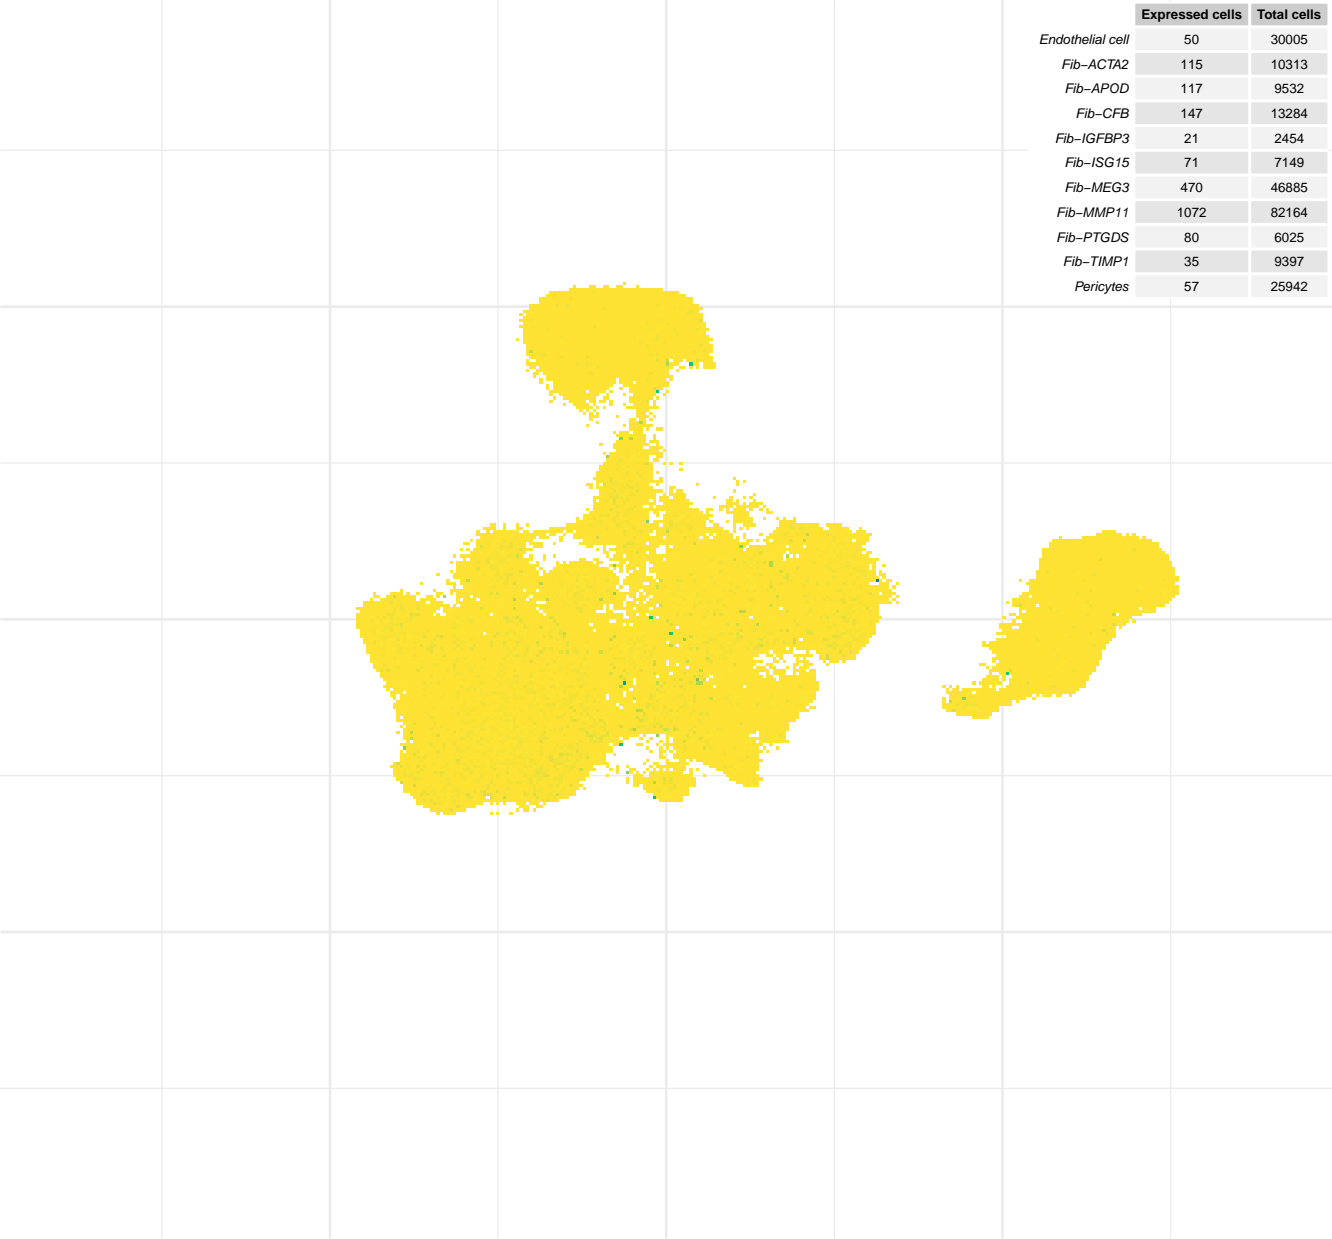 Expressed cells Total cells
Endothelial cell 50 30005
Fib−ACTA2 115 10313
Fib−APOD 117 9532
Fib−CFB 147 13284
Fib−IGFBP3 21 2454
Fib−ISG15 71 7149
Fib−MEG3 470 46885
Fib−MMP11 1072 82164
Fib−PTGDS 80 6025
Fib−TIMP1 35 9397
Pericytes 57 25942